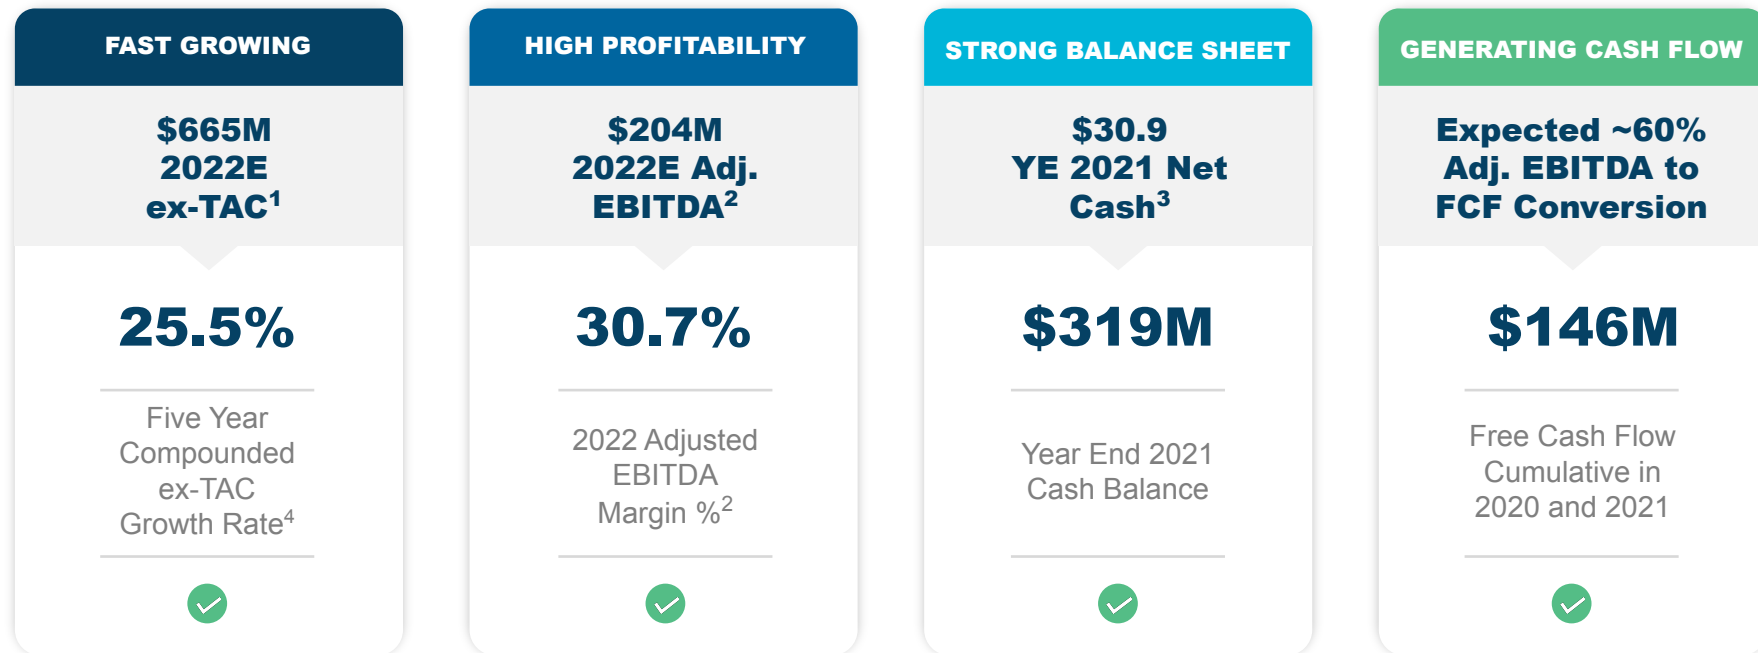 FAST GROWING
$665M
2022E
ex-TAC1
25.5%
Five Year
Compounded
ex-TAC
Growth Rate4
HIGH PROFITABILITY
$204M
2022E Adj.
EBITDA2
30.7%
2022 Adjusted
EBITDA
Margin %2
STRONG BALANCE SHEET
$30.9
YE 2021 Net
Cash3
$319M
Year End 2021
Cash Balance
GENERATING CASH FLOW
Expected ~60%
Adj. EBITDA to
FCF Conversion
$146M
Free Cash Flow
Cumulative in
2020 and 2021